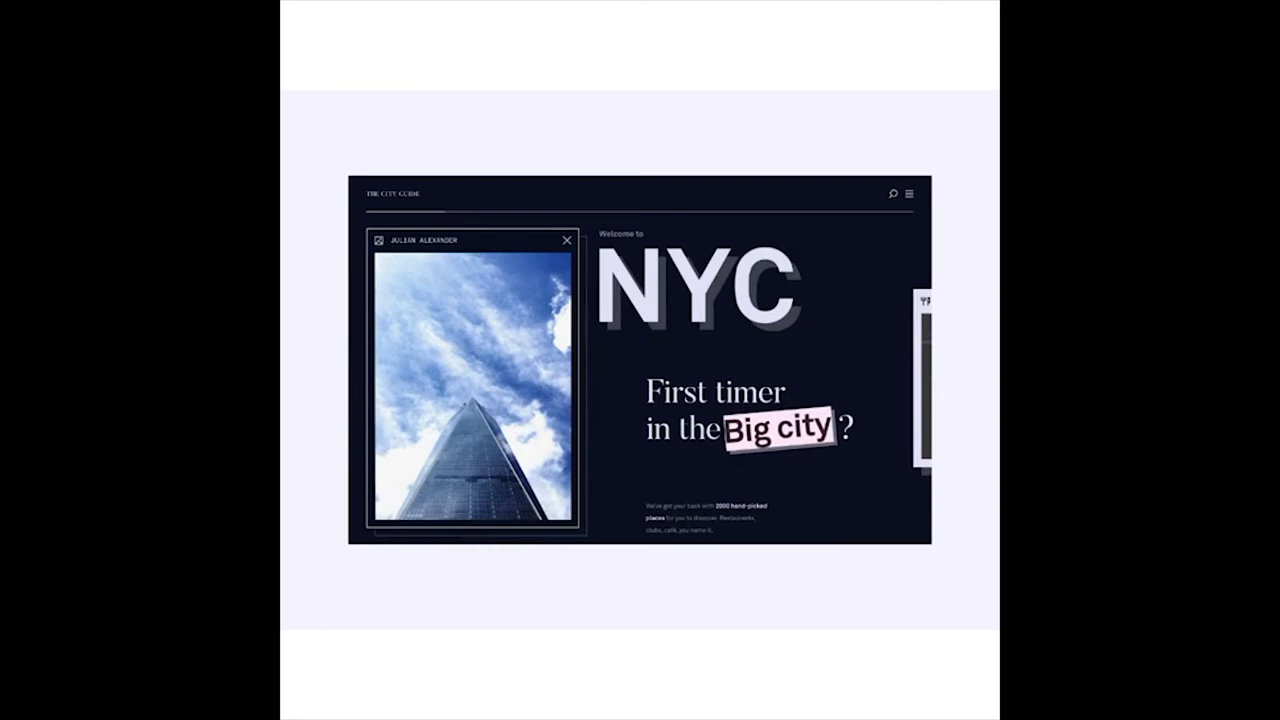 THE CITY GUIDE
JULIAN ALEXANDER
Welcome to
NYC
First timer
in the Big city ?
We've got your back with 2000 hand-picked
places for you to discover. Restaurants,
clubs, café, you name it.